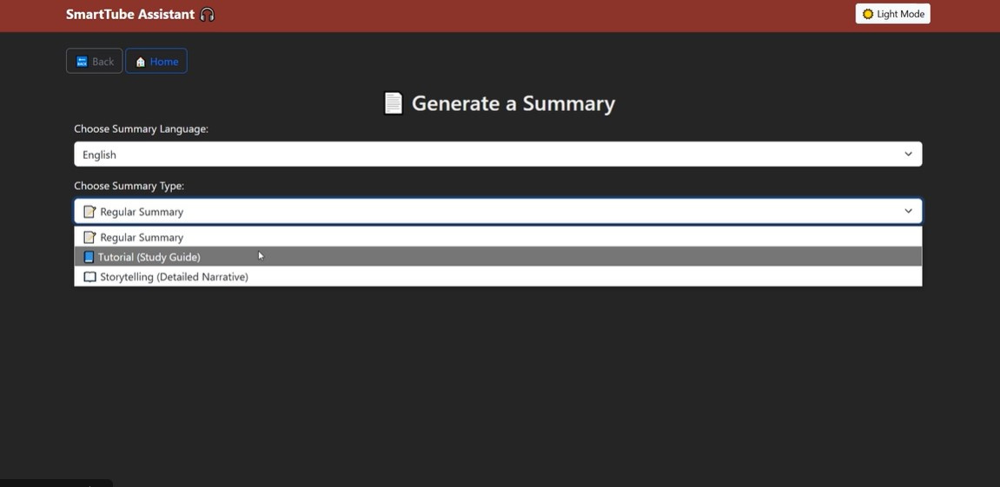 SmartTube Assistant 🎧
Light Mode
Back
Home
Generate a Summary
Choose Summary Language:
English
Choose Summary Type:
Regular Summary
Regular Summary
Tutorial (Study Guide)
Storytelling (Detailed Narrative)